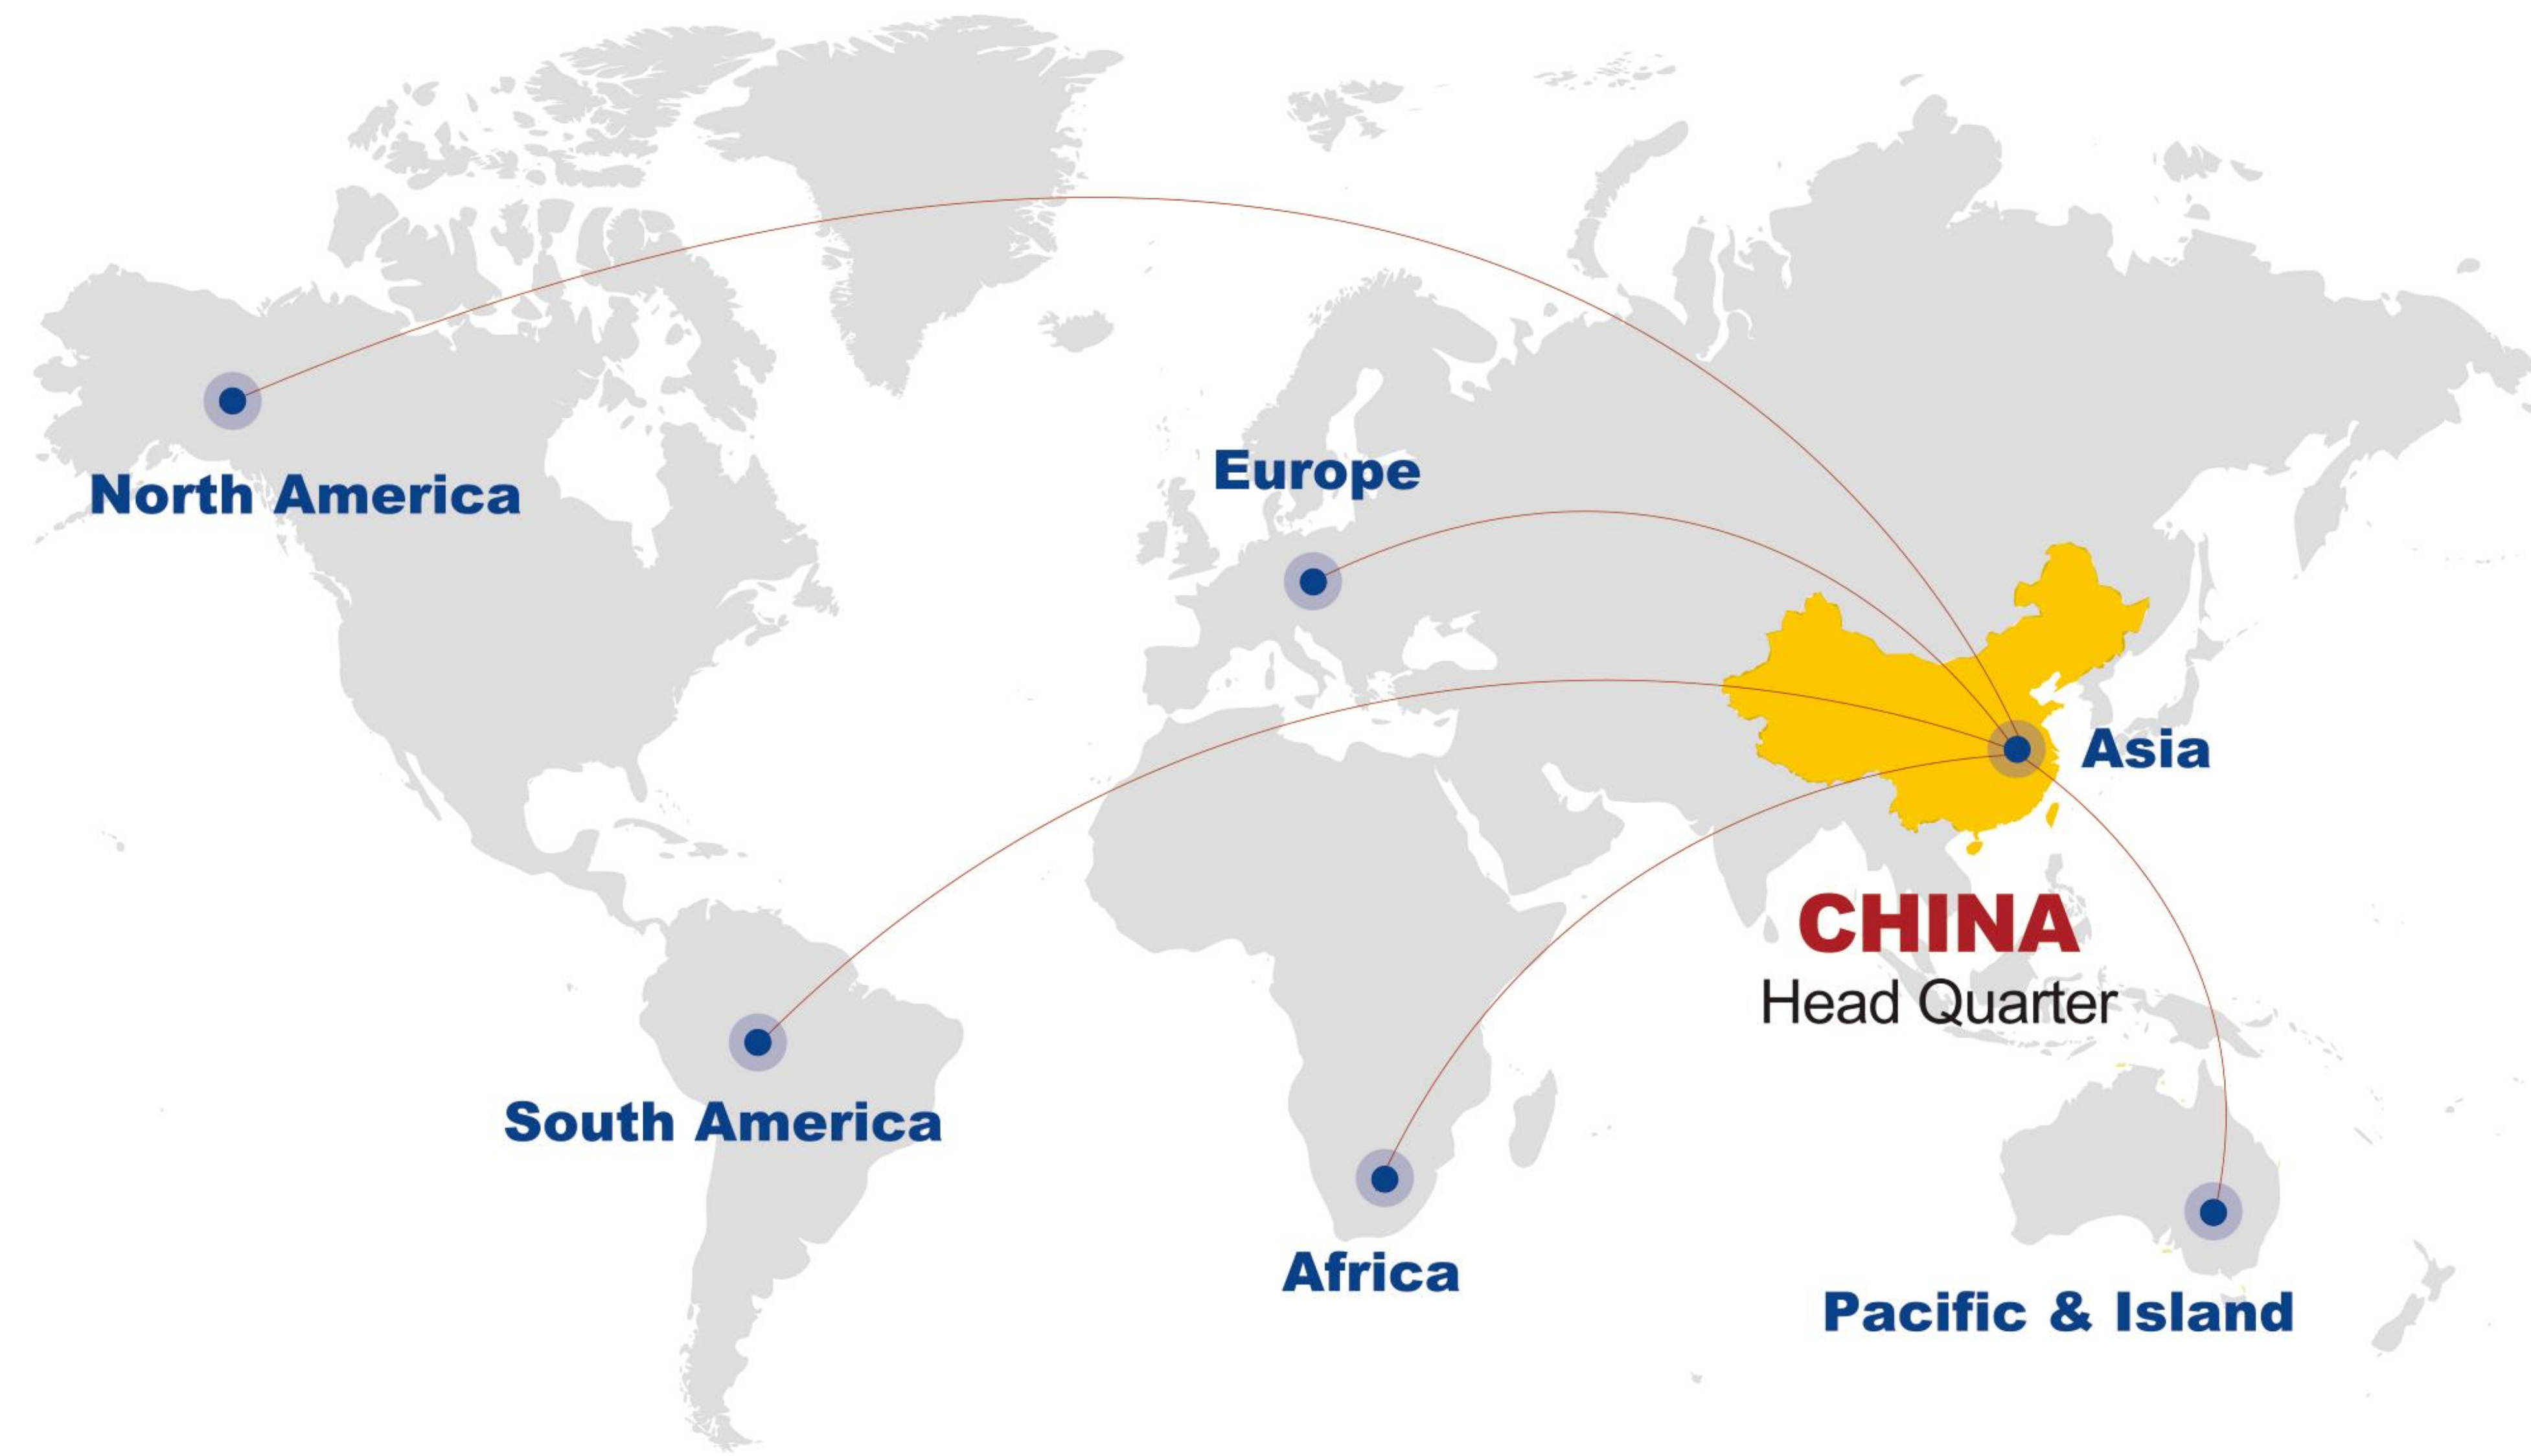 Europe
North America
Asia
CHINA
Head Quarter
South America
Africa
Pacific & Island